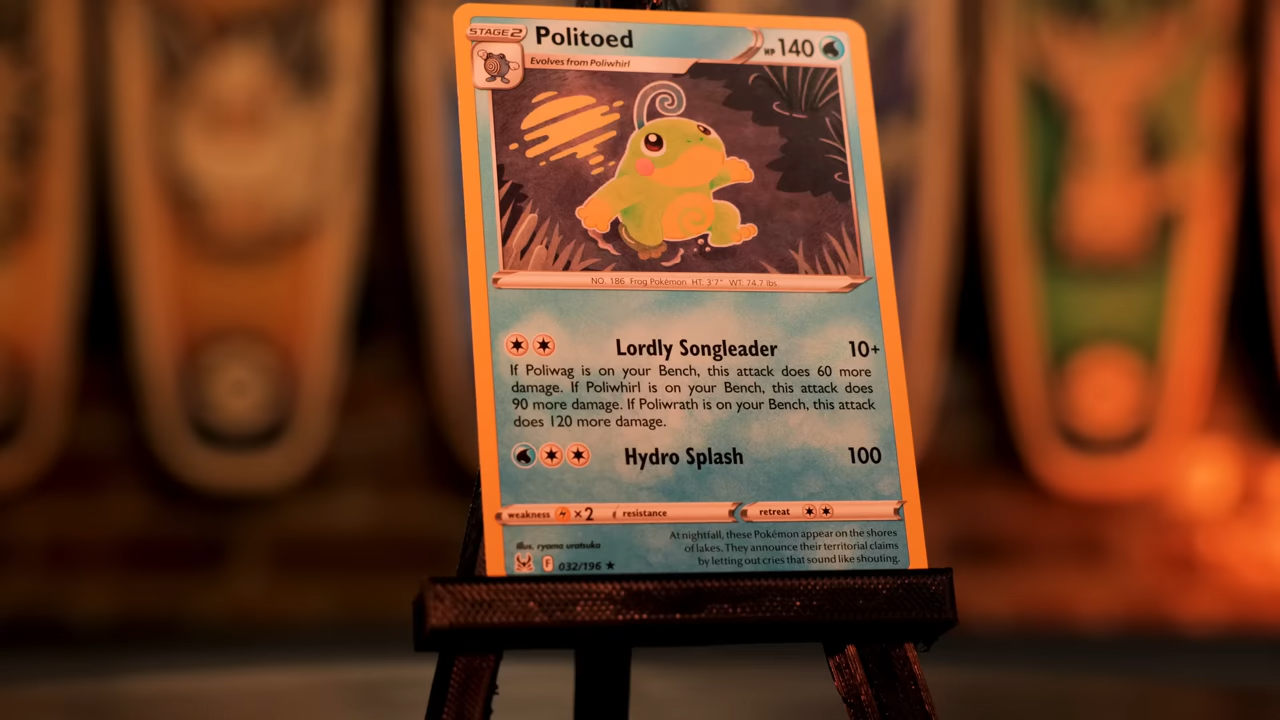 STAGE 2
Politoed
HP 140
Evolves from Poliwhirl
NO. 186 Frog Pokémon HT. 3'7" WT. 74.7 lbs
Lordly Songleader 10+
If Poliwag is on your Bench, this attack does 60 more
damage. If Poliwhirl is on your Bench, this attack does
90 more damage. If Poliwrath is on your Bench, this attack
does 120 more damage.
Hydro Splash 100
weakness ×2 resistance retreat
Illus. ryoma uratsuka
At nightfall, these Pokémon appear on the shores
of lakes. They announce their territorial claims
by letting out cries that sound like shouting.
F 032/196 ★